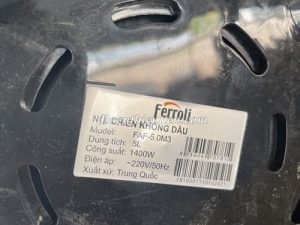 Ferroli
NỒI CHIÊN KHÔNG DẦU
Model: FAF-5.0M3
Dung tích: 5L
Công suất: 1400W
Điện áp: ~220V/50Hz
Xuất xứ: Trung Quốc